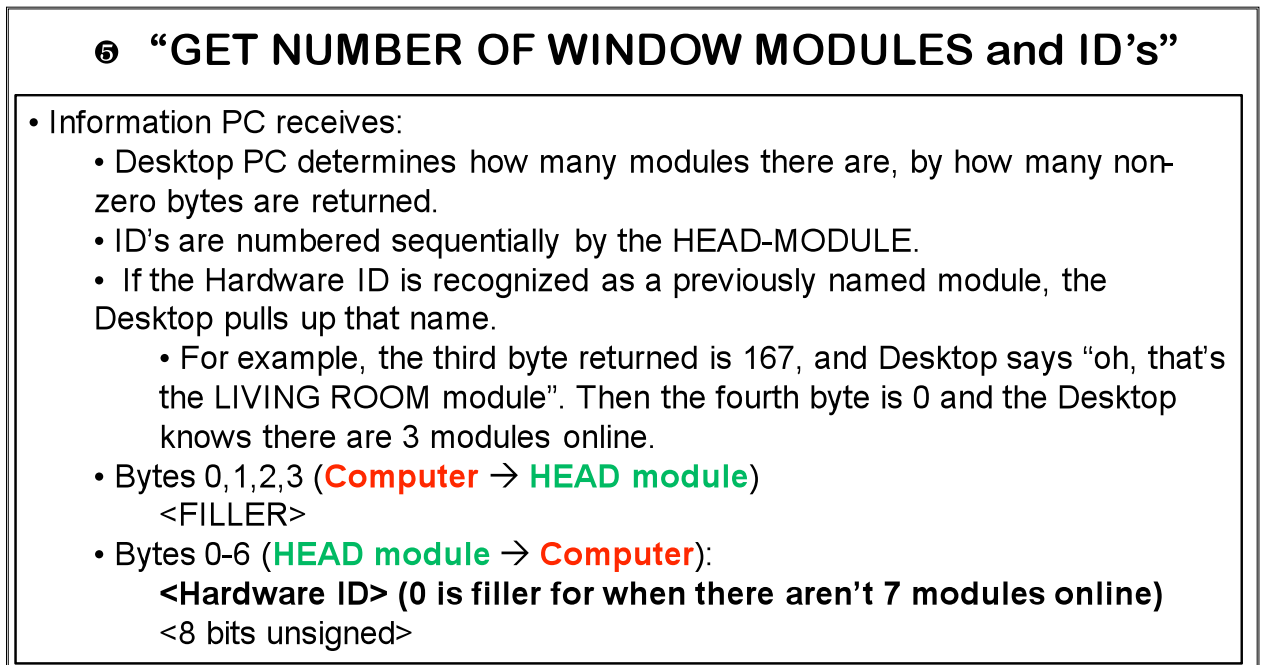 ❺ “GET NUMBER OF WINDOW MODULES and ID’s”
• Information PC receives:
• Desktop PC determines how many modules there are, by how many non-
zero bytes are returned.
• ID’s are numbered sequentially by the HEAD-MODULE.
• If the Hardware ID is recognized as a previously named module, the
Desktop pulls up that name.
• For example, the third byte returned is 167, and Desktop says “oh, that’s
the LIVING ROOM module”. Then the fourth byte is 0 and the Desktop
knows there are 3 modules online.
• Bytes 0,1,2,3 (Computer → HEAD module)
<FILLER>
• Bytes 0-6 (HEAD module → Computer):
<Hardware ID> (0 is filler for when there aren’t 7 modules online)
<8 bits unsigned>